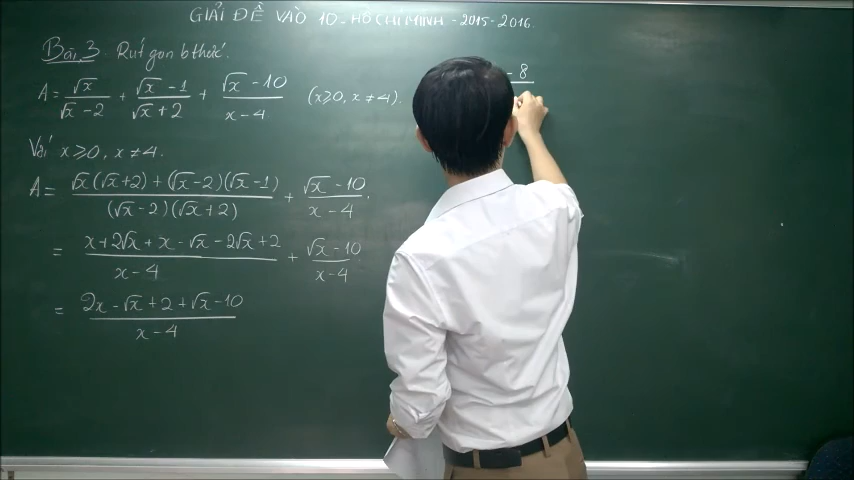 GIẢI ĐỀ VÀO 10 - HỒ CHÍ MINH - 2015-2016.
Bài 3 Rút gọn bthức.
A = √x/(√x - 2) + (√x - 1)/(√x + 2) + (√x - 10)/(x - 4) (x ⩾ 0, x ≠ 4).
Với x ⩾ 0, x ≠ 4.
A = (√x(√x+2) + (√x-2)(√x-1))/((√x-2)(√x+2)) + (√x - 10)/(x - 4).
= (x + 2√x + x - √x - 2√x + 2)/(x - 4) + (√x - 10)/(x - 4)
= (2x - √x + 2 + √x - 10)/(x - 4)
- 8